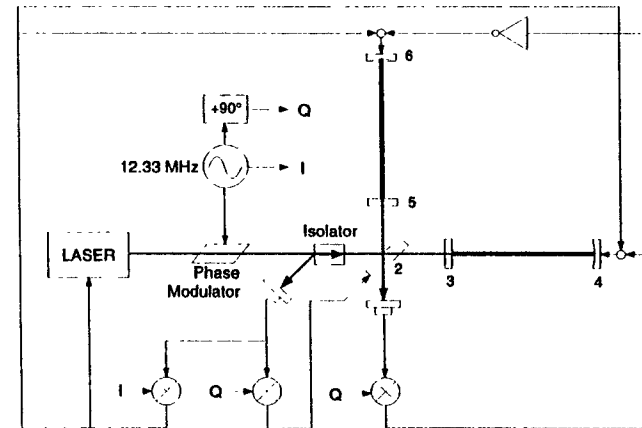 6
+90°
Q
12.33 MHz
I
5
Isolator
LASER
Phase
Modulator
2
3
4
I
Q
Q